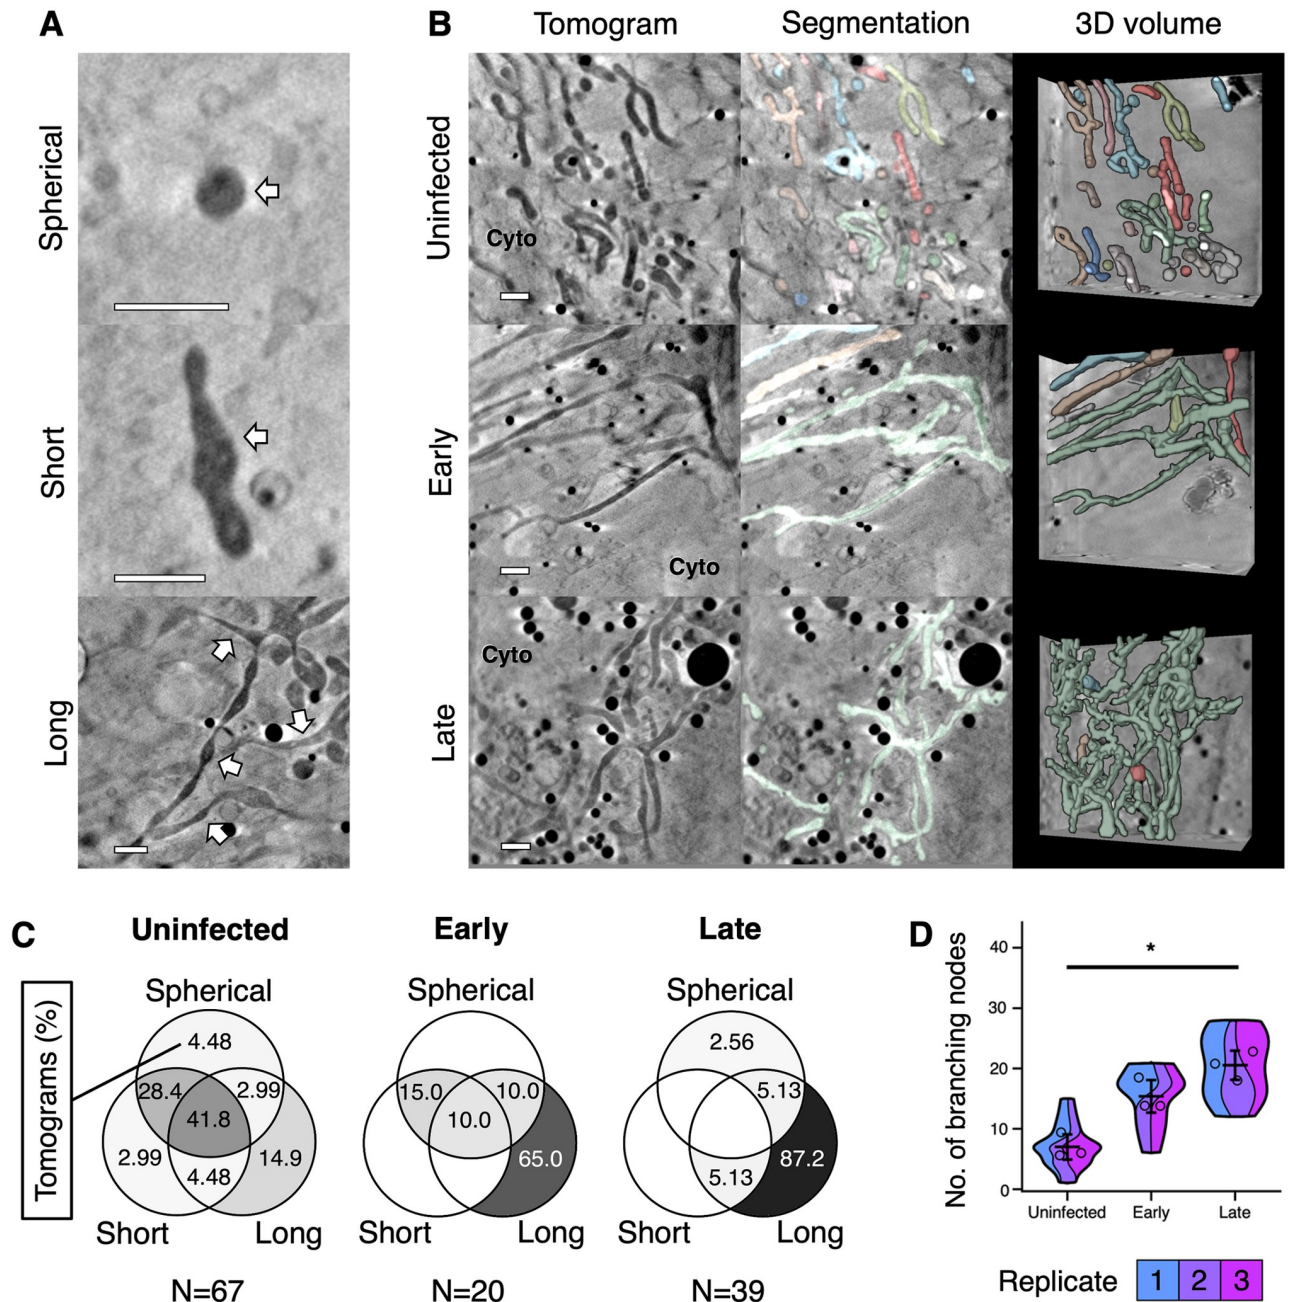 A
B
Tomogram
Segmentation
3D volume
Spherical
Uninfected
Cyto
Short
Early
Cyto
Long
Late
Cyto
C
Uninfected
Early
Late
D
Tomograms (%)
Spherical
4.48
28.4
2.99
41.8
2.99
4.48
14.9
Short
Long
N=67
Spherical
15.0
10.0
10.0
65.0
Short
Long
N=20
Spherical
2.56
5.13
87.2
5.13
Short
Long
N=39
No. of branching nodes
40
30
20
10
0
*
Uninfected
Early
Late
Replicate
1
2
3